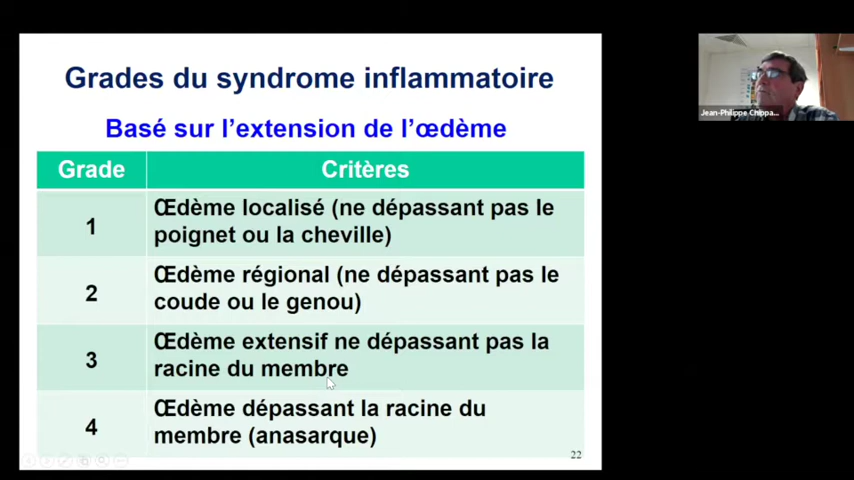 Grades du syndrome inflammatoire
Basé sur l'extension de l'œdème
Grade
Critères
1
Œdème localisé (ne dépassant pas le
poignet ou la cheville)
2
Œdème régional (ne dépassant pas le
coude ou le genou)
3
Œdème extensif ne dépassant pas la
racine du membre
4
Œdème dépassant la racine du
membre (anasarque)
22
Jean-Philippe Chippa...